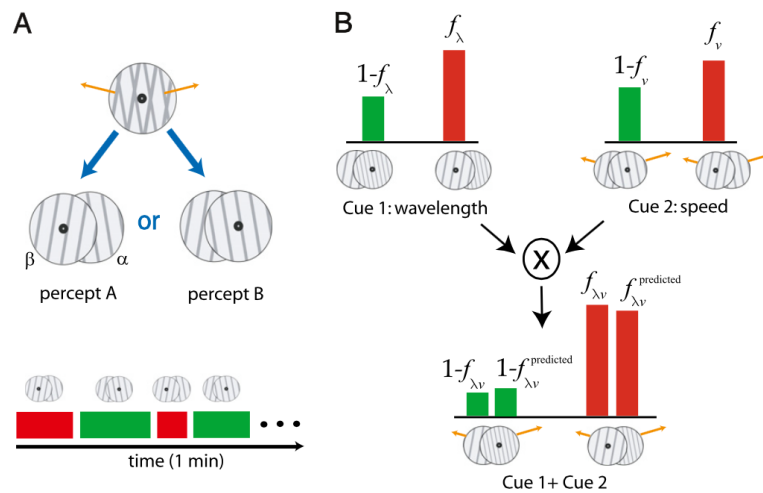 A
β
α
or
percept A
percept B
time (1 min)
B
1-f_λ
f_λ
1-f_v
f_v
Cue 1: wavelength
Cue 2: speed
X
1-f_λv
1-f_λv^predicted
f_λv
f_λv^predicted
Cue 1+ Cue 2